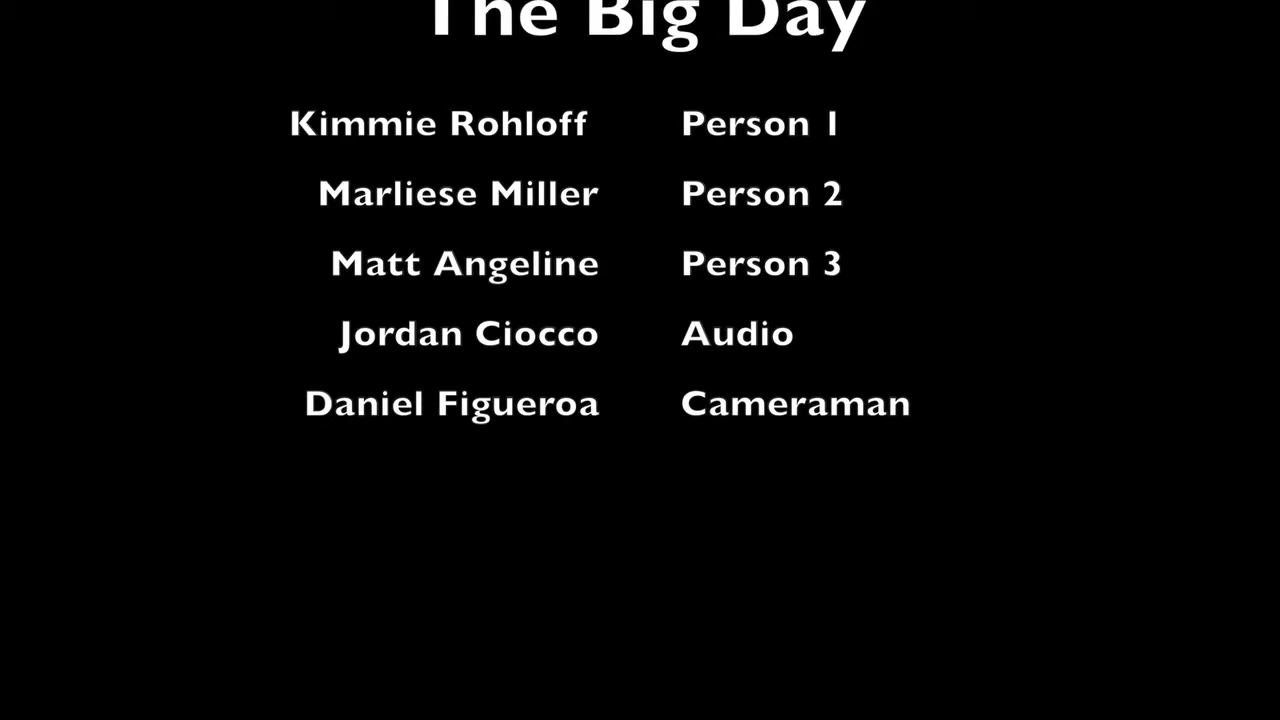 The Big Day
Kimmie Rohloff Person 1
Marliese Miller Person 2
Matt Angeline Person 3
Jordan Ciocco Audio
Daniel Figueroa Cameraman